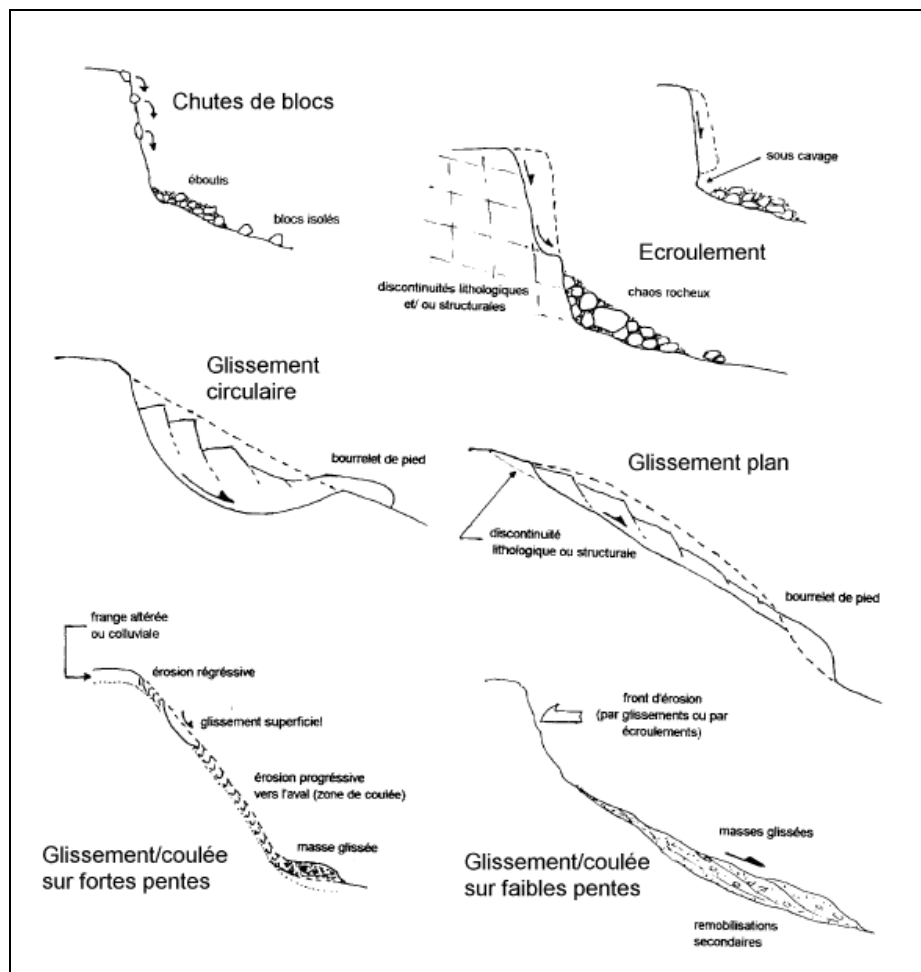 Chutes de blocs
éboulis
blocs isolés
sous cavage
Ecroulement
discontinuités lithologiques
et/ ou structurales
chaos rocheux
Glissement
circulaire
bourrelet de pied
Glissement plan
discontinuité
lithologique ou structurale
bourrelet de pied
frange altérée
ou colluviale
érosion régréssive
glissement superficiel
érosion progréssive
vers l'aval (zone de coulée)
masse glissée
Glissement/coulée
sur fortes pentes
front d'érosion
(par glissements ou par
écroulements)
masses glissées
Glissement/coulée
sur faibles pentes
remobilisations
secondaires